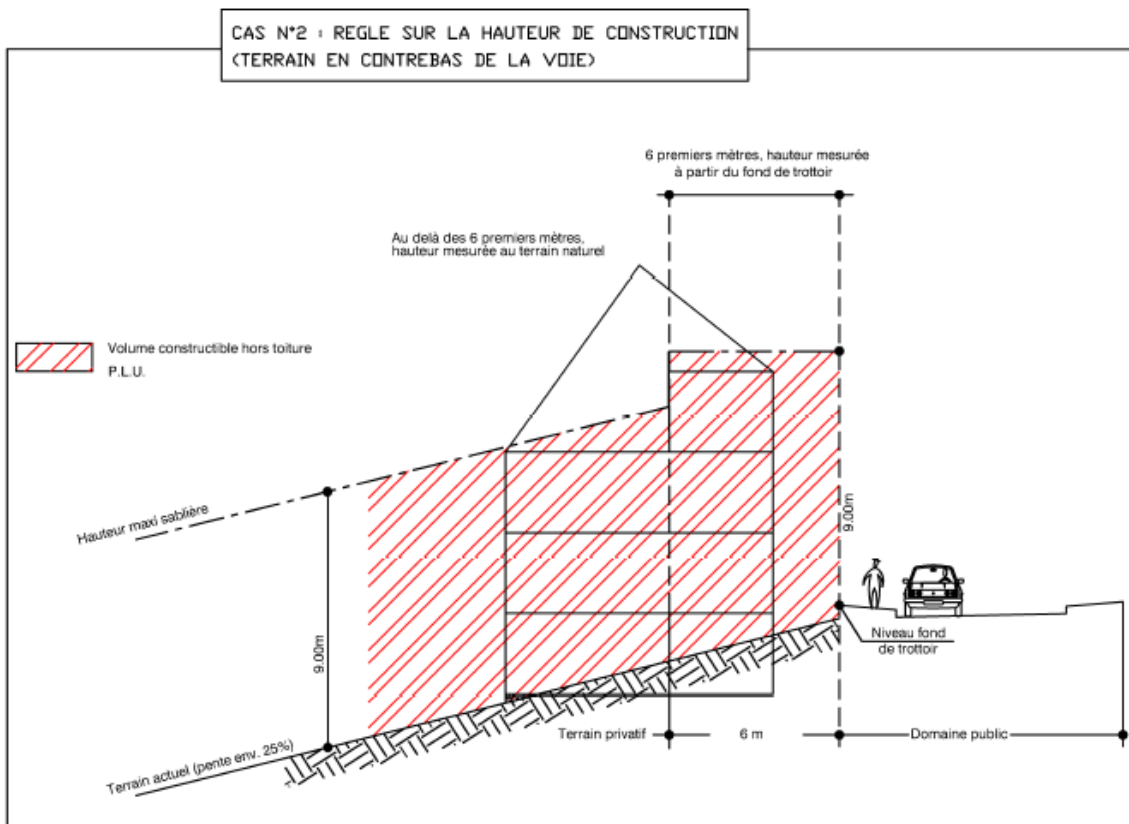 CAS N°2 : REGLE SUR LA HAUTEUR DE CONSTRUCTION
(TERRAIN EN CONTREBAS DE LA VOIE)
6 premiers mètres, hauteur mesurée
à partir du fond de trottoir
Au delà des 6 premiers mètres,
hauteur mesurée au terrain naturel
Volume constructible hors toiture
P.L.U.
Hauteur maxi sablière
9.00m
9.00m
Niveau fond
de trottoir
Terrain privatif
6 m
Domaine public
Terrain actuel (pente env. 25%)